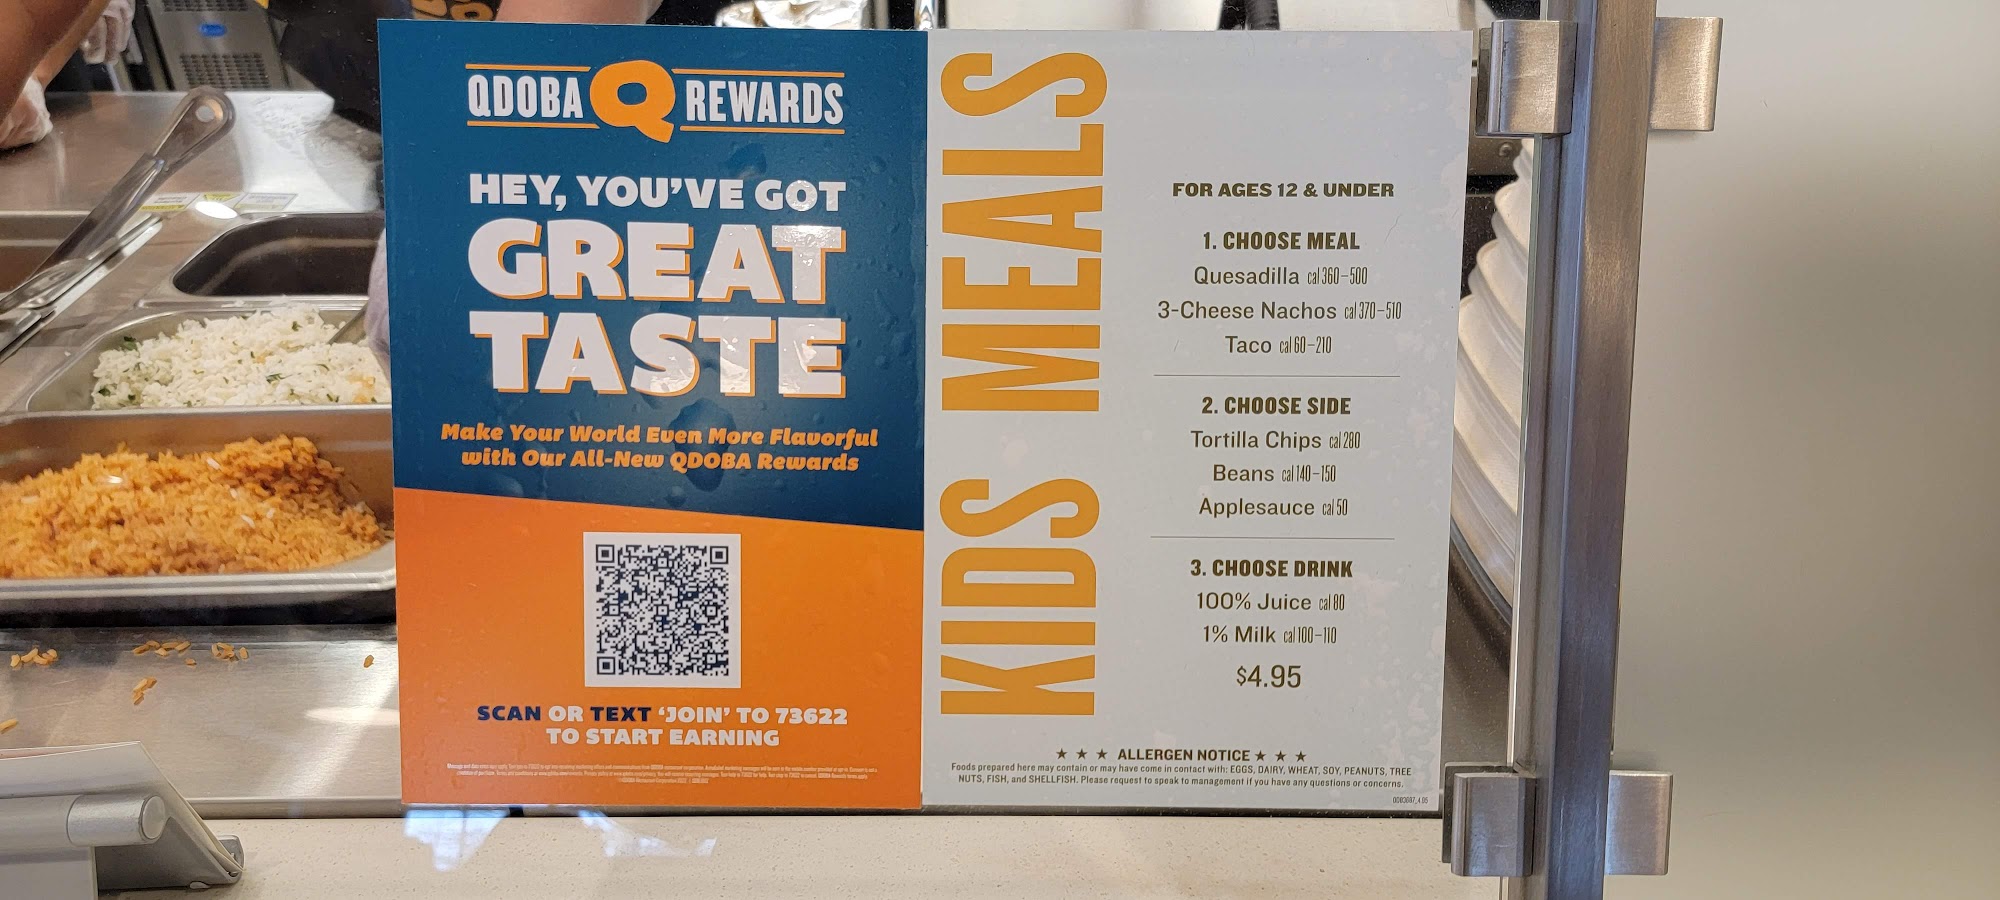 QDOBA Q REWARDS
HEY, YOU'VE GOT
GREAT
TASTE
Make Your World Even More Flavorful
with Our All-New QDOBA Rewards
SCAN OR TEXT 'JOIN' TO 73622
TO START EARNING
KIDS MEALS
FOR AGES 12 & UNDER
1. CHOOSE MEAL
Quesadilla cal 360–500
3-Cheese Nachos cal 370–510
Taco cal 60–210
2. CHOOSE SIDE
Tortilla Chips cal 280
Beans cal 140–150
Applesauce cal 50
3. CHOOSE DRINK
100% Juice cal 80
1% Milk cal 100–110
$4.95
★ ★ ★ ALLERGEN NOTICE ★ ★ ★
Foods prepared here may contain or may have come in contact with: EGGS, DAIRY, WHEAT, SOY, PEANUTS, TREE
NUTS, FISH, and SHELLFISH. Please request to speak to management if you have any questions or concerns.